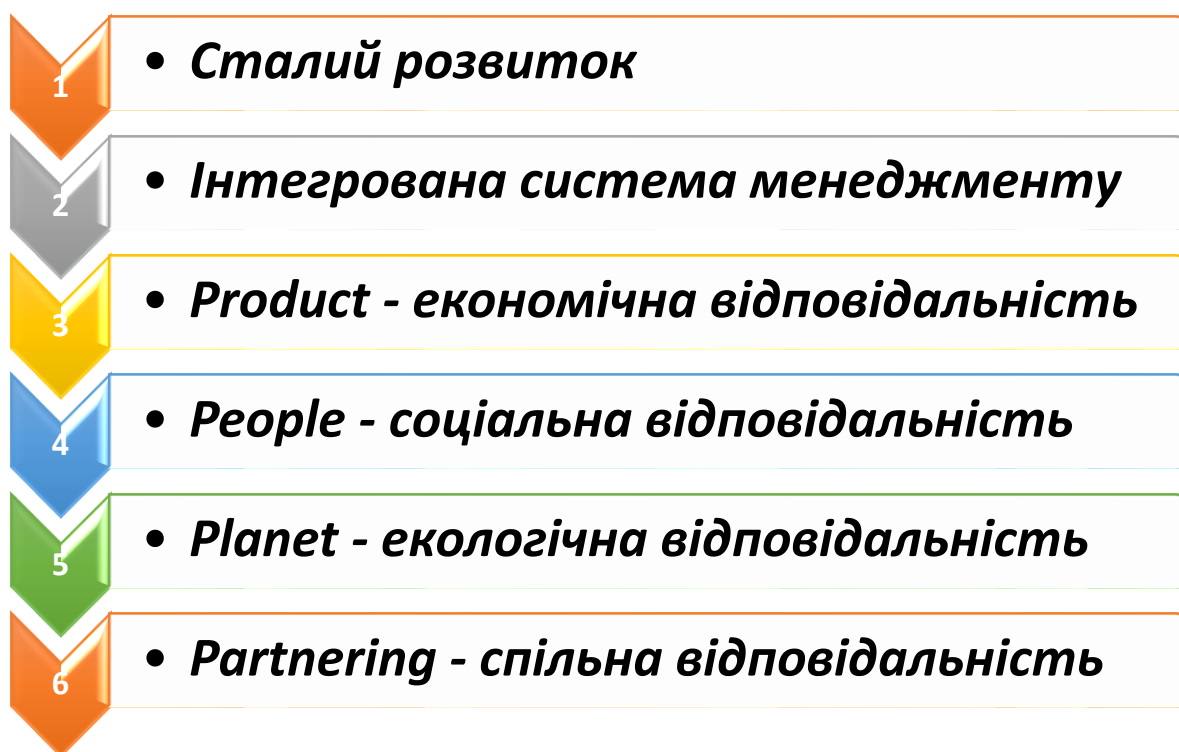 1
• Сталий розвиток
2
• Інтегрована система менеджменту
3
• Product - економічна відповідальність
4
• People - соціальна відповідальність
5
• Planet - екологічна відповідальність
6
• Partnering - спільна відповідальність